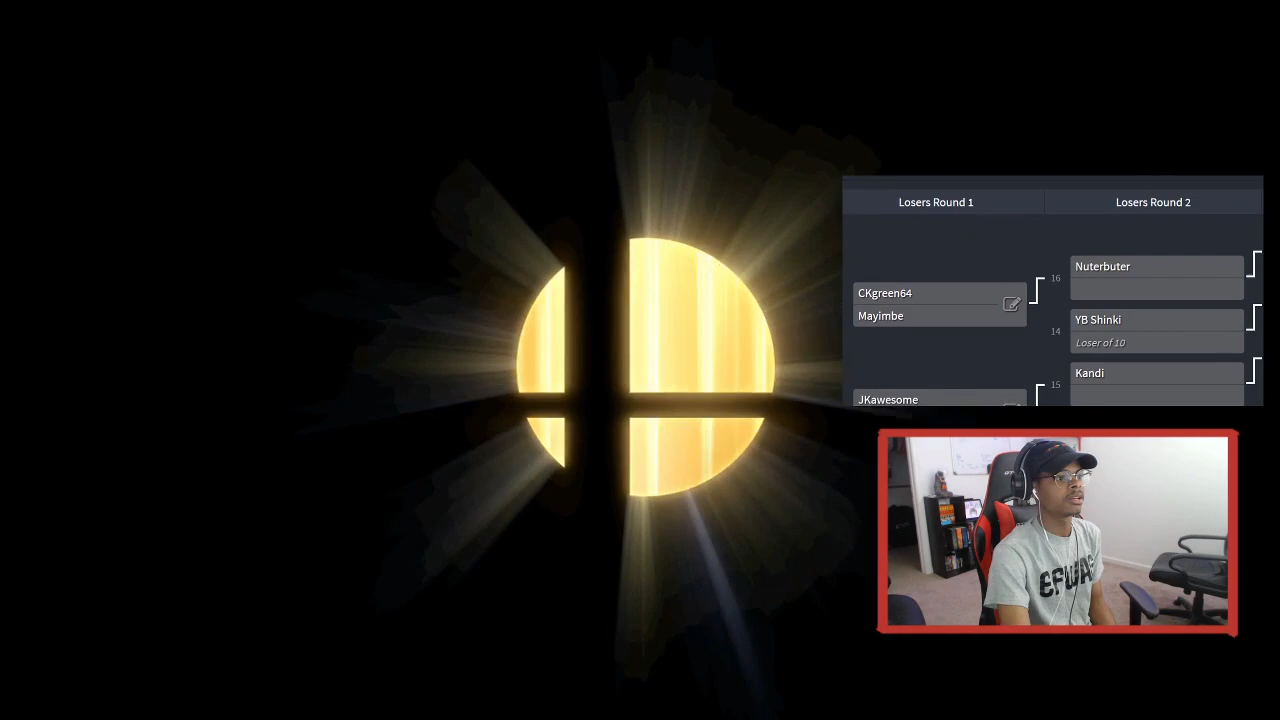 Losers Round 1
Losers Round 2
16
Nuterbuter
CKgreen64
Mayimbe
14
YB Shinki
Loser of 10
15
Kandi
JKawesome